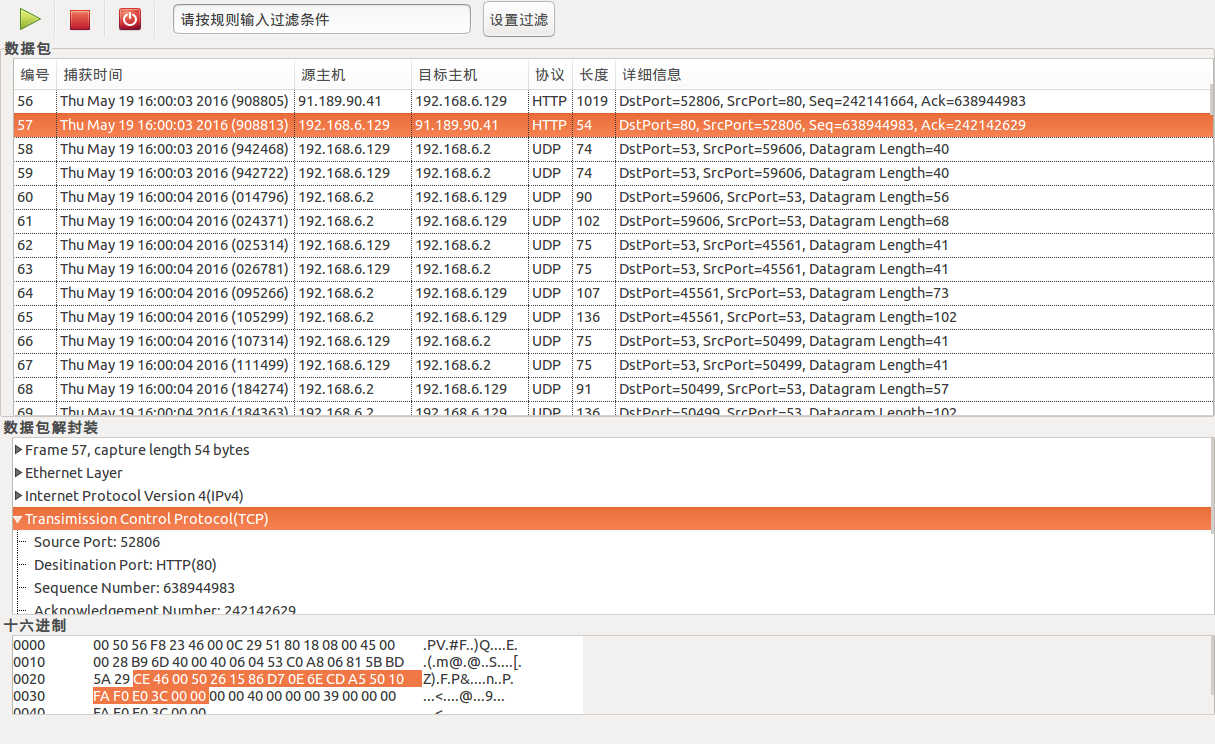 请按规则输入过滤条件 设置过滤
数据包
编号 捕获时间 源主机 目标主机 协议 长度 详细信息
56 Thu May 19 16:00:03 2016 (908805) 91.189.90.41 192.168.6.129 HTTP 1019 DstPort=52806, SrcPort=80, Seq=242141664, Ack=638944983
57 Thu May 19 16:00:03 2016 (908813) 192.168.6.129 91.189.90.41 HTTP 54 DstPort=80, SrcPort=52806, Seq=638944983, Ack=242142629
58 Thu May 19 16:00:03 2016 (942468) 192.168.6.129 192.168.6.2 UDP 74 DstPort=53, SrcPort=59606, Datagram Length=40
59 Thu May 19 16:00:03 2016 (942722) 192.168.6.129 192.168.6.2 UDP 74 DstPort=53, SrcPort=59606, Datagram Length=40
60 Thu May 19 16:00:04 2016 (014796) 192.168.6.2 192.168.6.129 UDP 90 DstPort=59606, SrcPort=53, Datagram Length=56
61 Thu May 19 16:00:04 2016 (024371) 192.168.6.2 192.168.6.129 UDP 102 DstPort=59606, SrcPort=53, Datagram Length=68
62 Thu May 19 16:00:04 2016 (025314) 192.168.6.129 192.168.6.2 UDP 75 DstPort=53, SrcPort=45561, Datagram Length=41
63 Thu May 19 16:00:04 2016 (026781) 192.168.6.129 192.168.6.2 UDP 75 DstPort=53, SrcPort=45561, Datagram Length=41
64 Thu May 19 16:00:04 2016 (095266) 192.168.6.2 192.168.6.129 UDP 107 DstPort=45561, SrcPort=53, Datagram Length=73
65 Thu May 19 16:00:04 2016 (105299) 192.168.6.2 192.168.6.129 UDP 136 DstPort=45561, SrcPort=53, Datagram Length=102
66 Thu May 19 16:00:04 2016 (107314) 192.168.6.129 192.168.6.2 UDP 75 DstPort=53, SrcPort=50499, Datagram Length=41
67 Thu May 19 16:00:04 2016 (111499) 192.168.6.129 192.168.6.2 UDP 75 DstPort=53, SrcPort=50499, Datagram Length=41
68 Thu May 19 16:00:04 2016 (184274) 192.168.6.2 192.168.6.129 UDP 91 DstPort=50499, SrcPort=53, Datagram Length=57
69 Thu May 19 16:00:04 2016 (184363) 192.168.6.2 192.168.6.129 UDP 136 DstPort=50499, SrcPort=53, Datagram Length=102
数据包解封装
Frame 57, capture length 54 bytes
Ethernet Layer
Internet Protocol Version 4(IPv4)
Transimission Control Protocol(TCP)
Source Port: 52806
Desitination Port: HTTP(80)
Sequence Number: 638944983
Acknowledgement Number: 242142629
十六进制
0000 00 50 56 F8 23 46 00 0C 29 51 80 18 08 00 45 00 .PV.#F..)Q....E.
0010 00 28 B9 6D 40 00 40 06 04 53 C0 A8 06 81 5B BD .(.m@.@..S....[.
0020 5A 29 CE 46 00 50 26 15 86 D7 0E 6E CD A5 50 10 Z).F.P&....n..P.
0030 FA F0 E0 3C 00 00 00 00 40 00 00 00 39 00 00 00 ...<....@...9...
0040 FA F0 E0 3C 00 00 ...<..